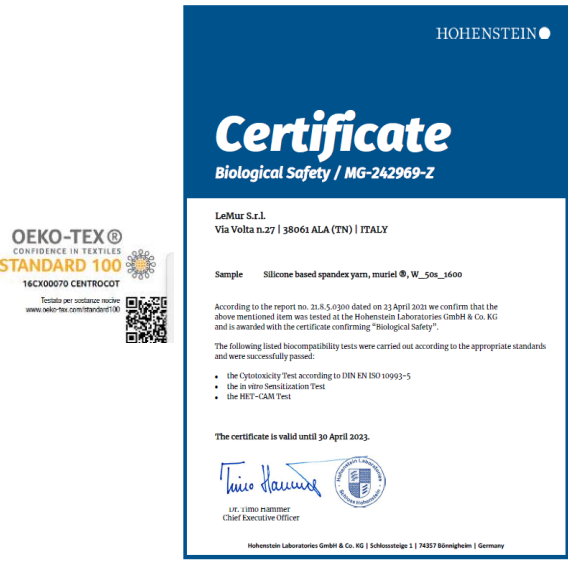 OEKO-TEX®
CONFIDENCE IN TEXTILES
STANDARD 100
16CX00070 CENTROCOT
Testato per sostanze nocive
www.oeko-tex.com/standard100
HOHENSTEIN
Certificate
Biological Safety / MG-242969-Z
LeMur S.r.l.
Via Volta n.27 | 38061 ALA (TN) | ITALY
Sample Silicone based spandex yarn, muriel ®, W_50s_1600
According to the report no. 21.8.5.0300 dated on 23 April 2021 we confirm that the
above mentioned item was tested at the Hohenstein Laboratories GmbH & Co. KG
and is awarded with the certificate confirming “Biological Safety”.
The following listed biocompatibility tests were carried out according to the appropriate standards
and were successfully passed:
• the Cytotoxicity Test according to DIN EN ISO 10993-5
• the in vitro Sensitization Test
• the HET-CAM Test
The certificate is valid until 30 April 2023.
Timo Hammer
Hohenstein Laboratories
Schloss Hohenstein
Dr. Timo Hammer
Chief Executive Officer
Hohenstein Laboratories GmbH & Co. KG | Schlosssteige 1 | 74357 Bönnigheim | Germany